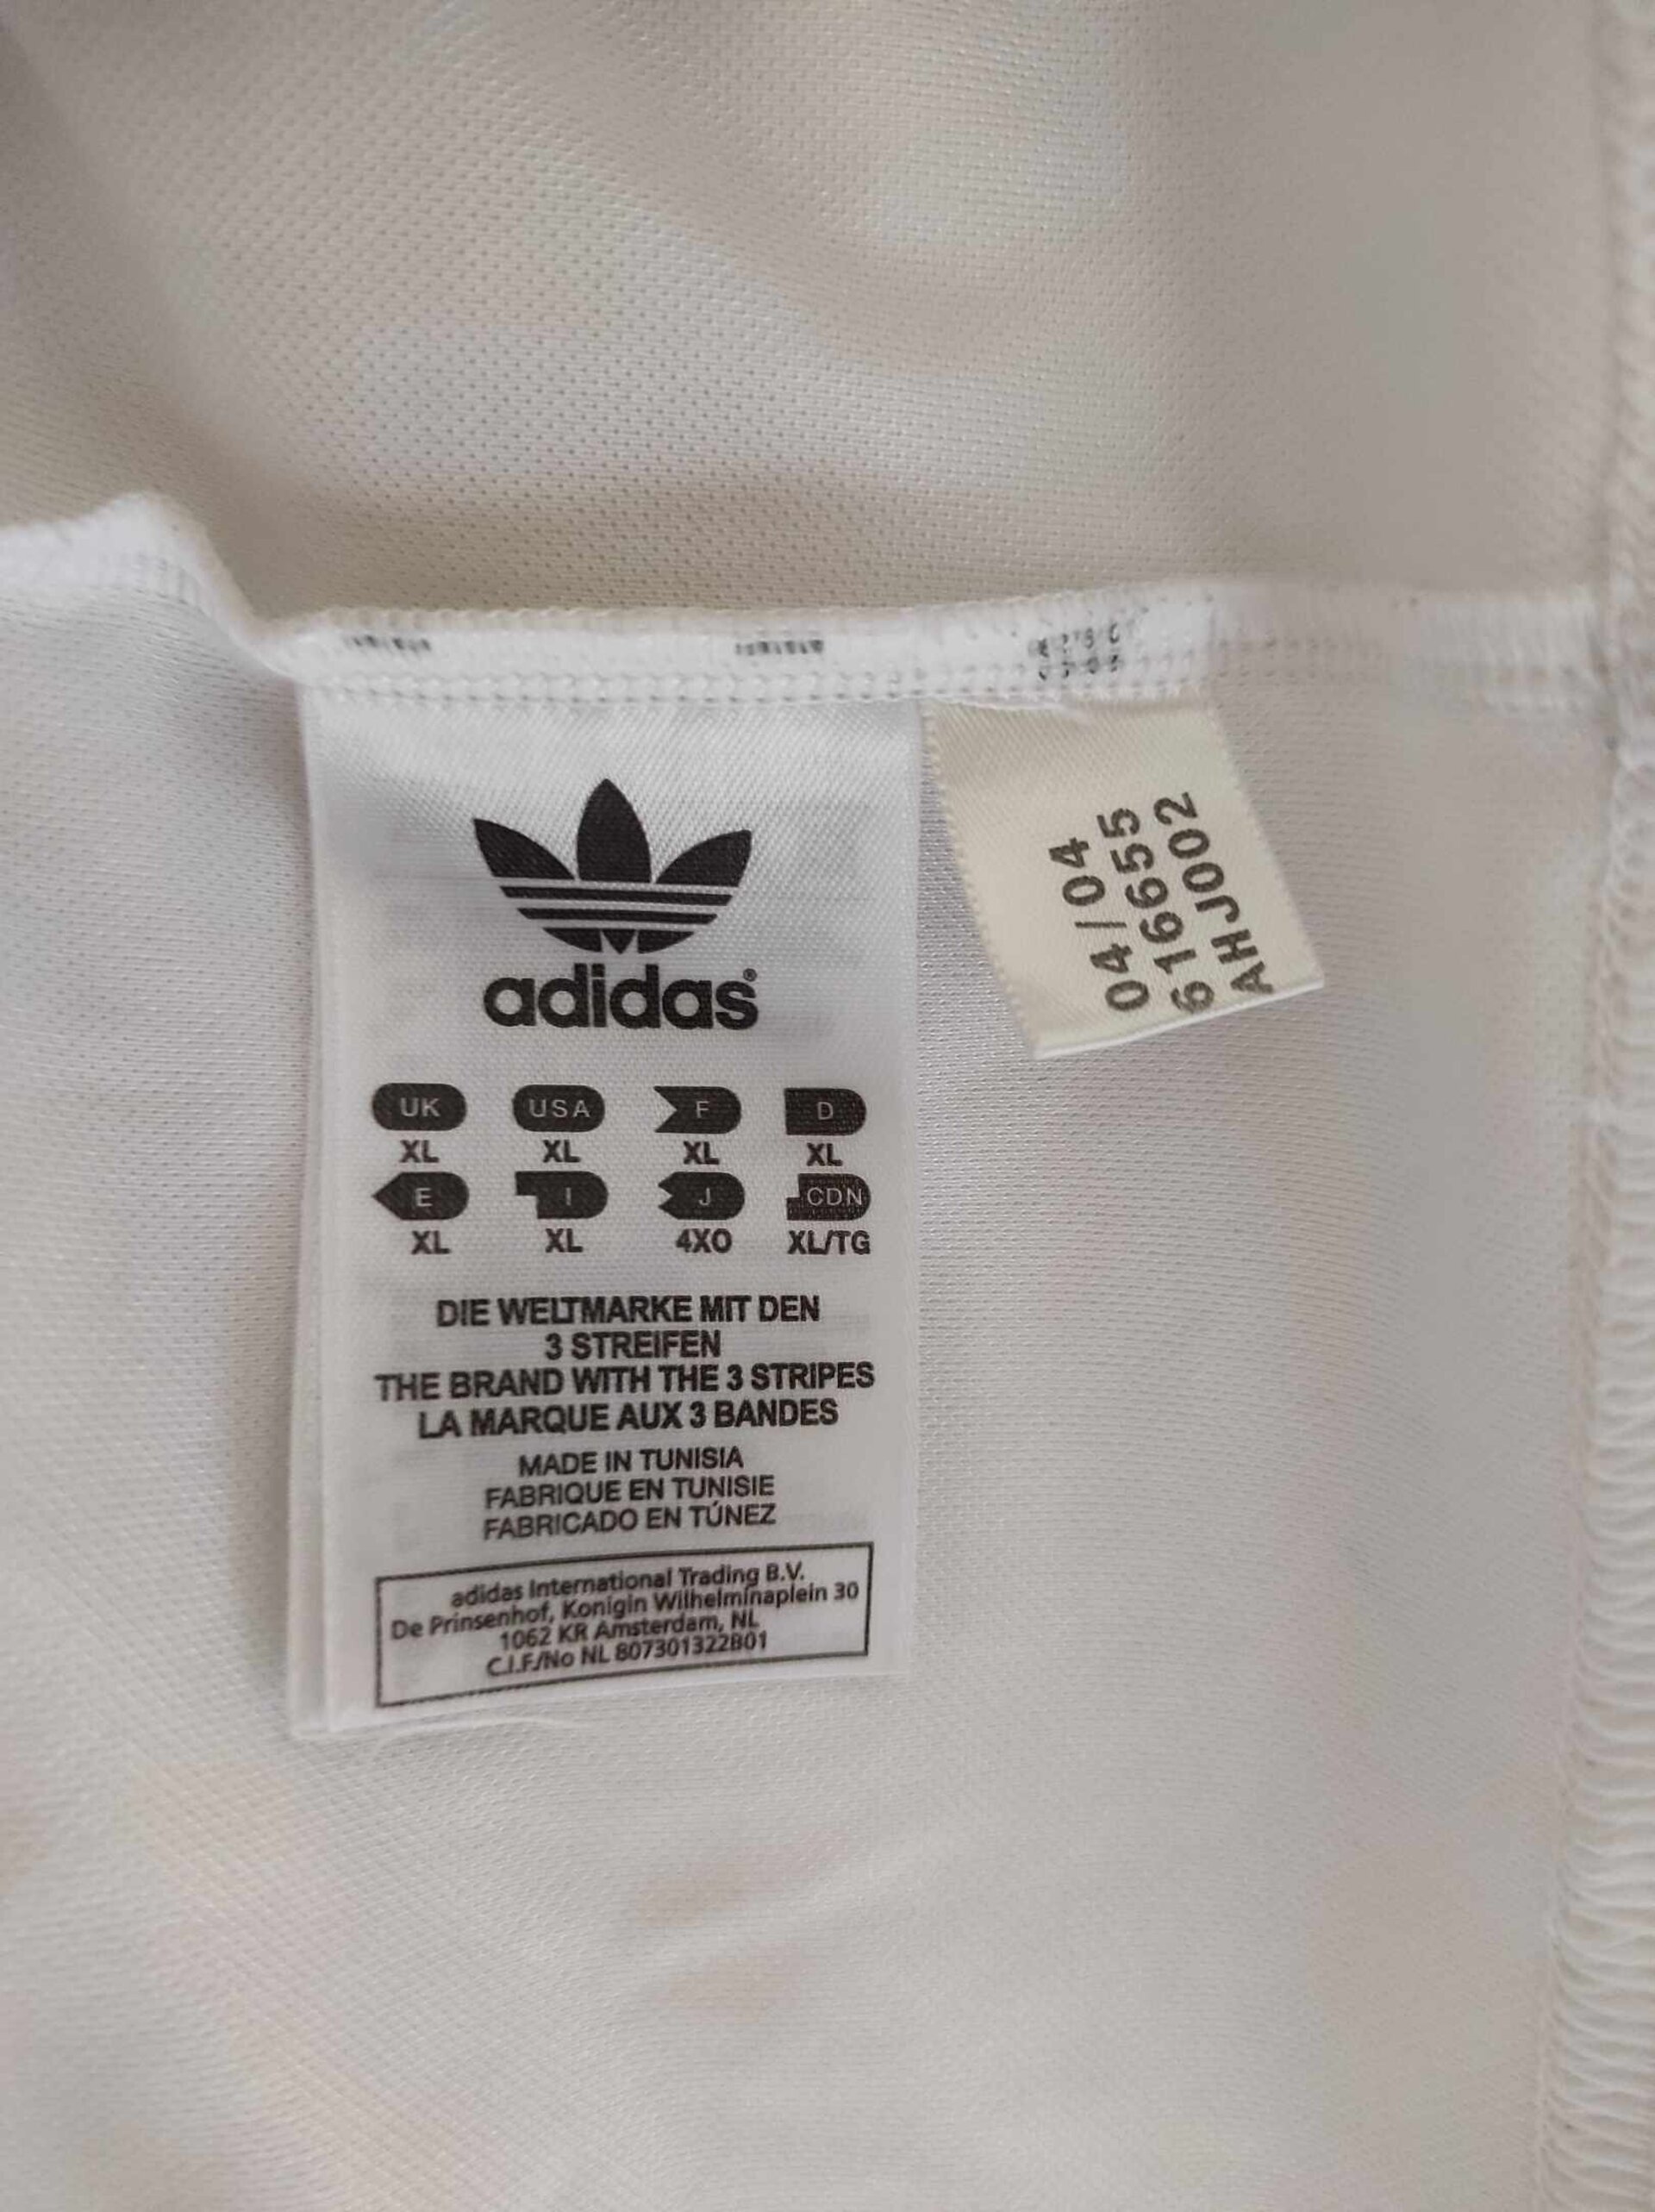 adidas®
UK USA F D
XL XL XL XL
E I J CDN
XL XL 4XO XL/TG
DIE WELTMARKE MIT DEN
3 STREIFEN
THE BRAND WITH THE 3 STRIPES
LA MARQUE AUX 3 BANDES
MADE IN TUNISIA
FABRIQUE EN TUNISIE
FABRICADO EN TÚNEZ
adidas International Trading B.V.
De Prinsenhof, Konigin Wilhelminaplein 30
1062 KR Amsterdam, NL
C.I.F./No NL 807301322B01
04/04
616655
AHJ002